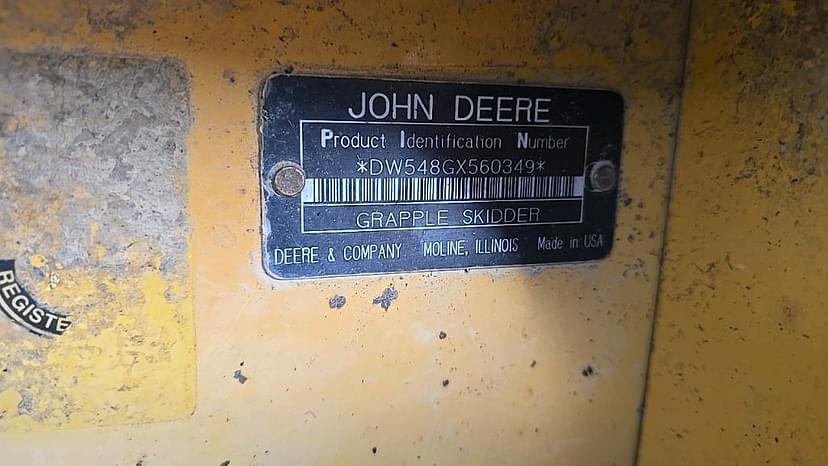 JOHN DEERE
Product Identification Number
*DW548GX560349*
GRAPPLE SKIDDER
DEERE & COMPANY MOLINE, ILLINOIS Made in USA
REGISTE